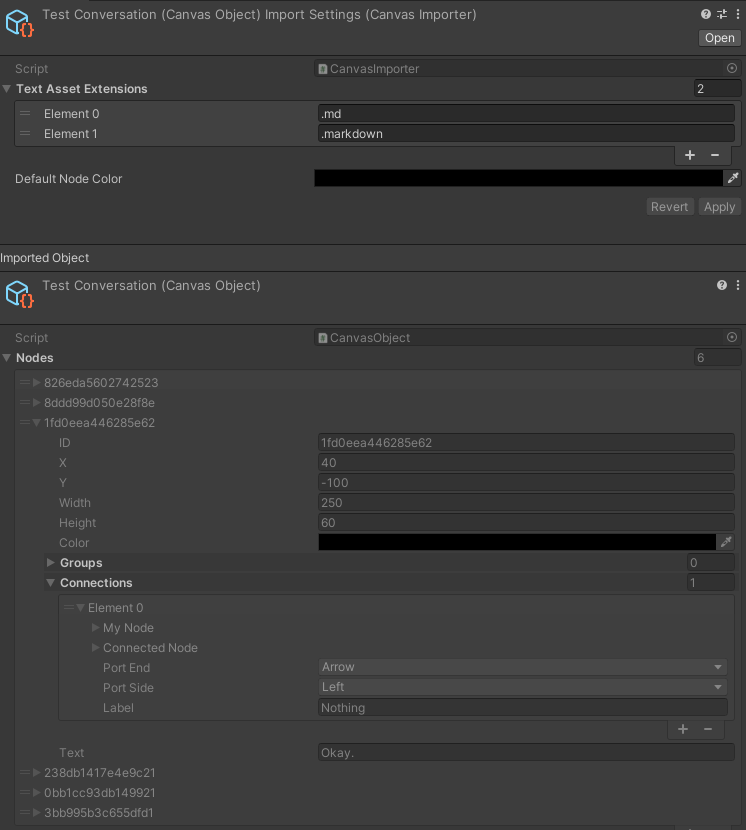 Test Conversation (Canvas Object) Import Settings (Canvas Importer)
Open
Script CanvasImporter
Text Asset Extensions 2
Element 0 .md
Element 1 .markdown
Default Node Color
Revert Apply
Imported Object
Test Conversation (Canvas Object)
Script CanvasObject
Nodes 6
826eda5602742523
8ddd99d050e28f8e
1fd0eea446285e62
ID 1fd0eea446285e62
X 40
Y -100
Width 250
Height 60
Color
Groups 0
Connections 1
Element 0
My Node
Connected Node
Port End Arrow
Port Side Left
Label Nothing
Text Okay.
238db1417e4e9c21
0bb1cc93db149921
3bb995b3c655dfd1